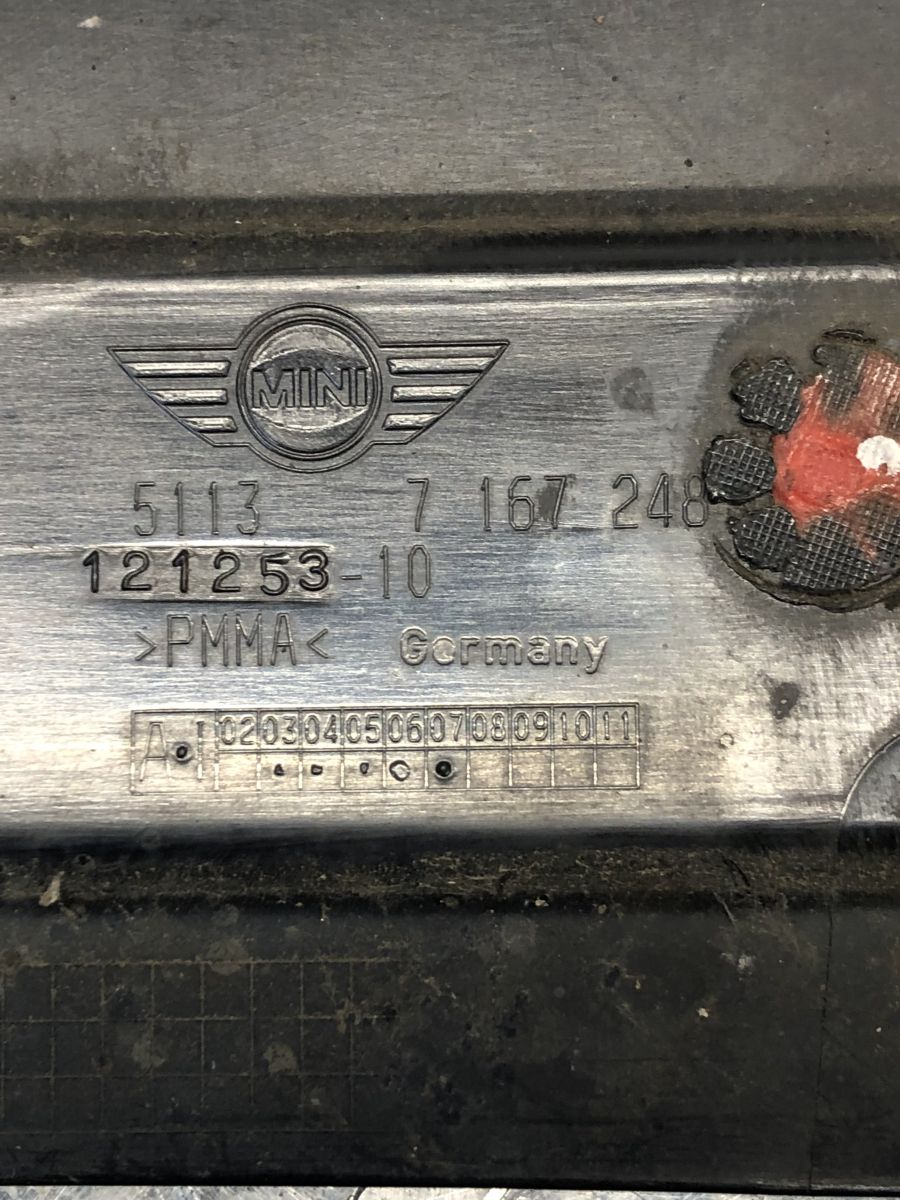 MINI
5113 7 167 248
121253-10
>PMMA< Germany
A I 02 03 04 05 06 07 08 09 10 11